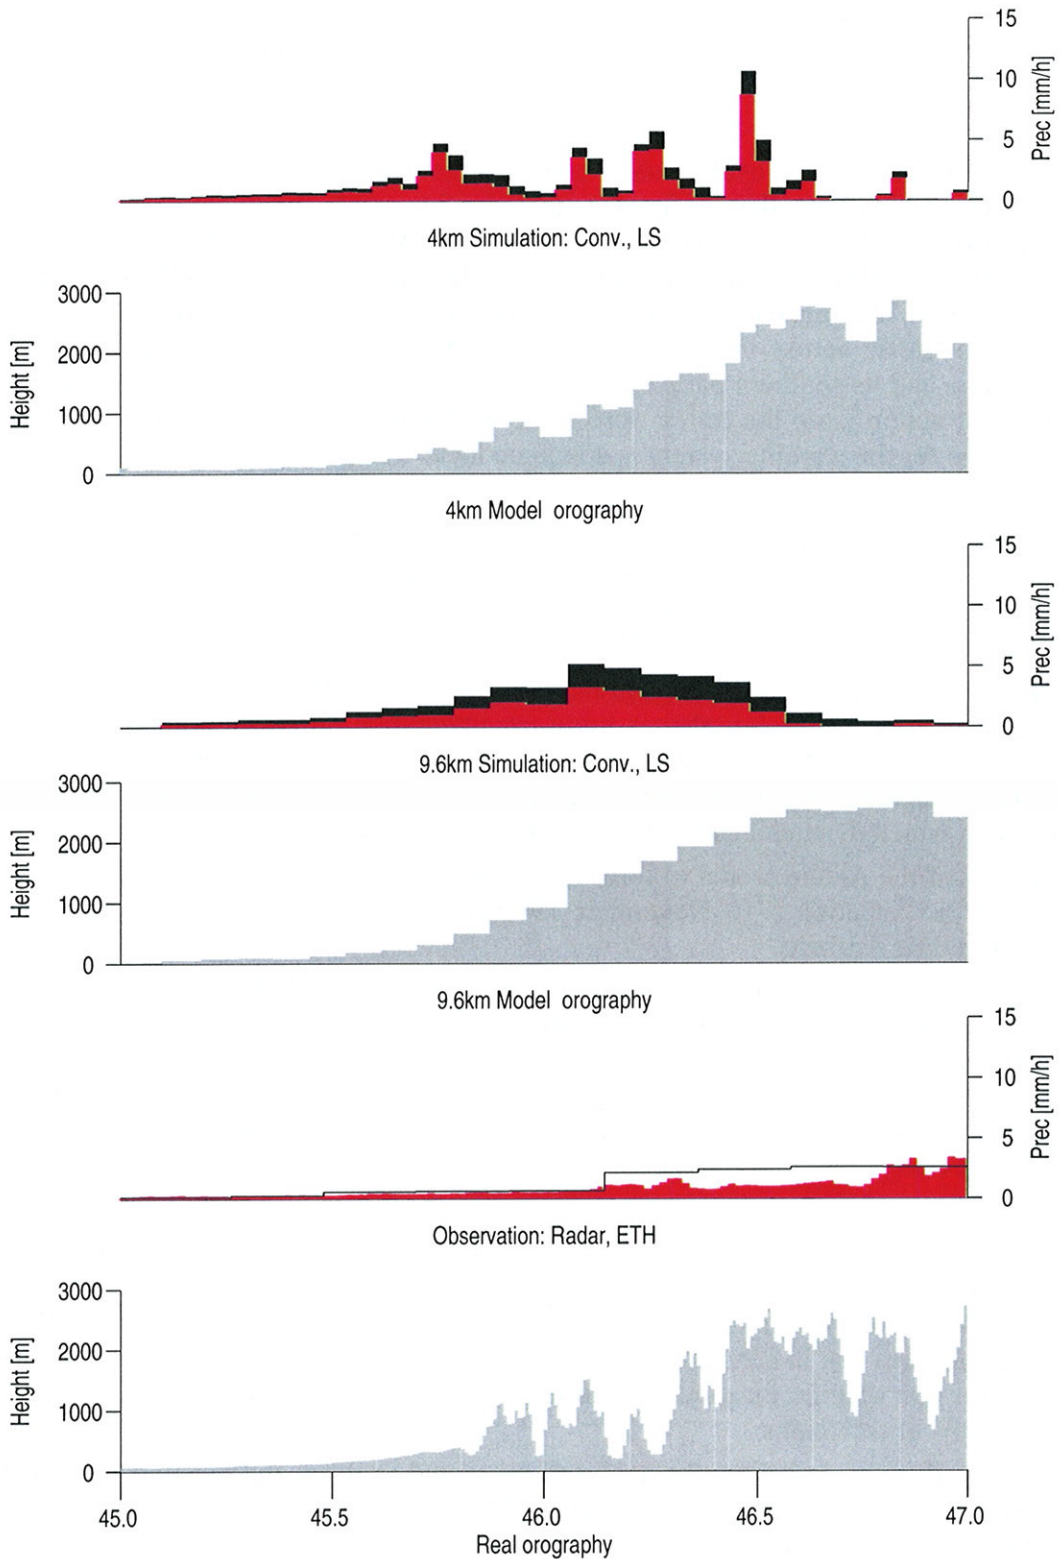 15
10
5
0
Prec [mm/h]
4km Simulation: Conv., LS
3000
2000
1000
0
Height [m]
4km Model orography
15
10
5
0
Prec [mm/h]
9.6km Simulation: Conv., LS
3000
2000
1000
0
Height [m]
9.6km Model orography
15
10
5
0
Prec [mm/h]
Observation: Radar, ETH
3000
2000
1000
0
Height [m]
45.0 45.5 46.0 46.5 47.0
Real orography